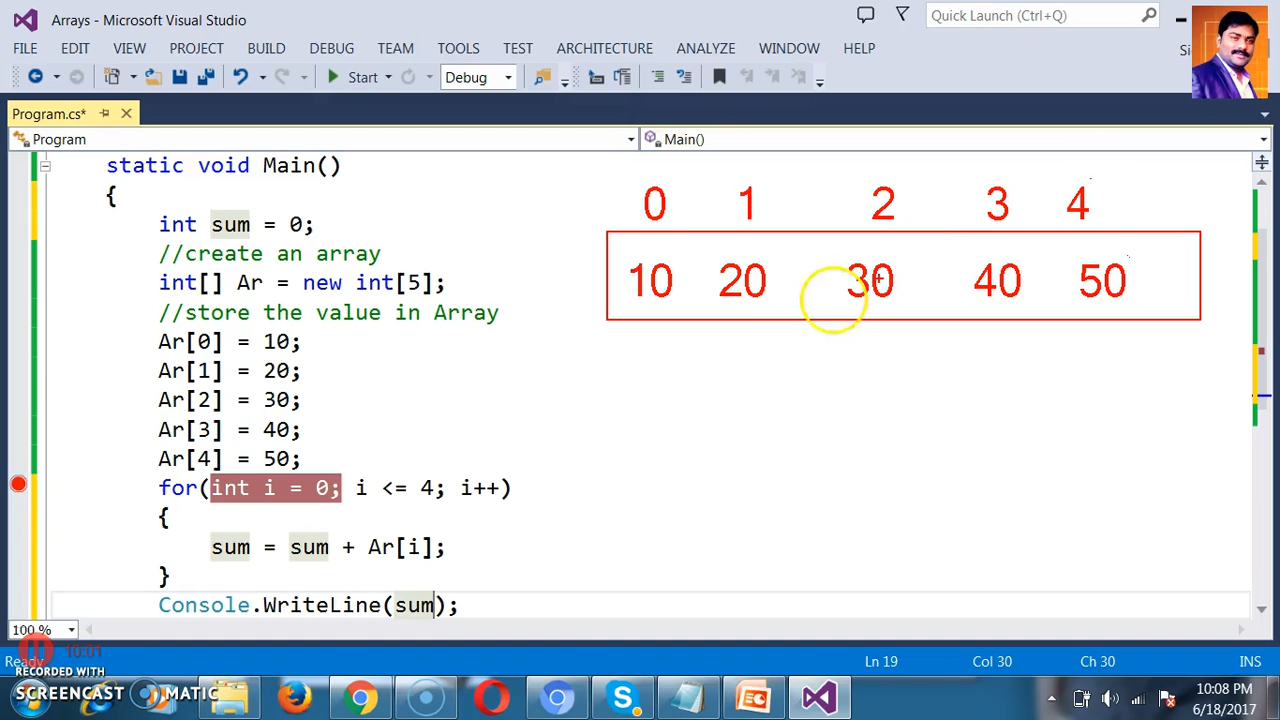 Arrays - Microsoft Visual Studio
Quick Launch (Ctrl+Q)
FILE EDIT VIEW PROJECT BUILD DEBUG TEAM TOOLS TEST ARCHITECTURE ANALYZE WINDOW HELP
Start Debug
Program.cs*
Program Main()
static void Main()
{
int sum = 0;
//create an array
int[] Ar = new int[5];
//store the value in Array
Ar[0] = 10;
Ar[1] = 20;
Ar[2] = 30;
Ar[3] = 40;
Ar[4] = 50;
for(int i = 0; i <= 4; i++)
{
sum = sum + Ar[i];
}
Console.WriteLine(sum);
0 1 2 3 4
10 20 30 40 50
100 %
10:01
Ready Ln 19 Col 30 Ch 30 INS
RECORDED WITH
SCREENCAST MATIC
10:08 PM
6/18/2017